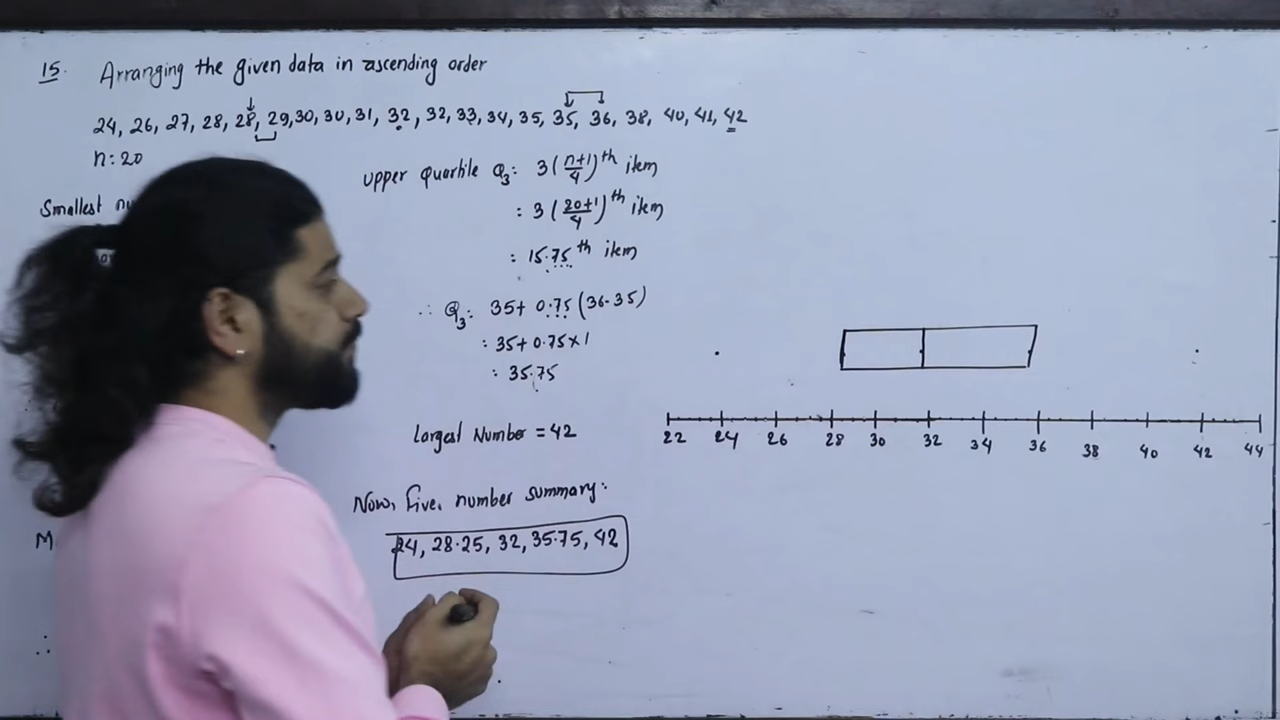 15. Arranging the given data in ascending order
24, 26, 27, 28, 28, 29, 30, 30, 31, 32, 32, 33, 34, 35, 35, 36, 38, 40, 41, 42
n: 20
Smallest
Upper quartile Q3: 3(n+1/4)th item
: 3(20+1/4)th item
: 15.75th item
∴ Q3: 35+ 0.75(36-35)
: 35+0.75×1
: 35.75
Largest Number = 42
Now, Five, number summary:
24, 28.25, 32, 35.75, 42
M
∴
22 24 26 28 30 32 34 36 38 40 42 44